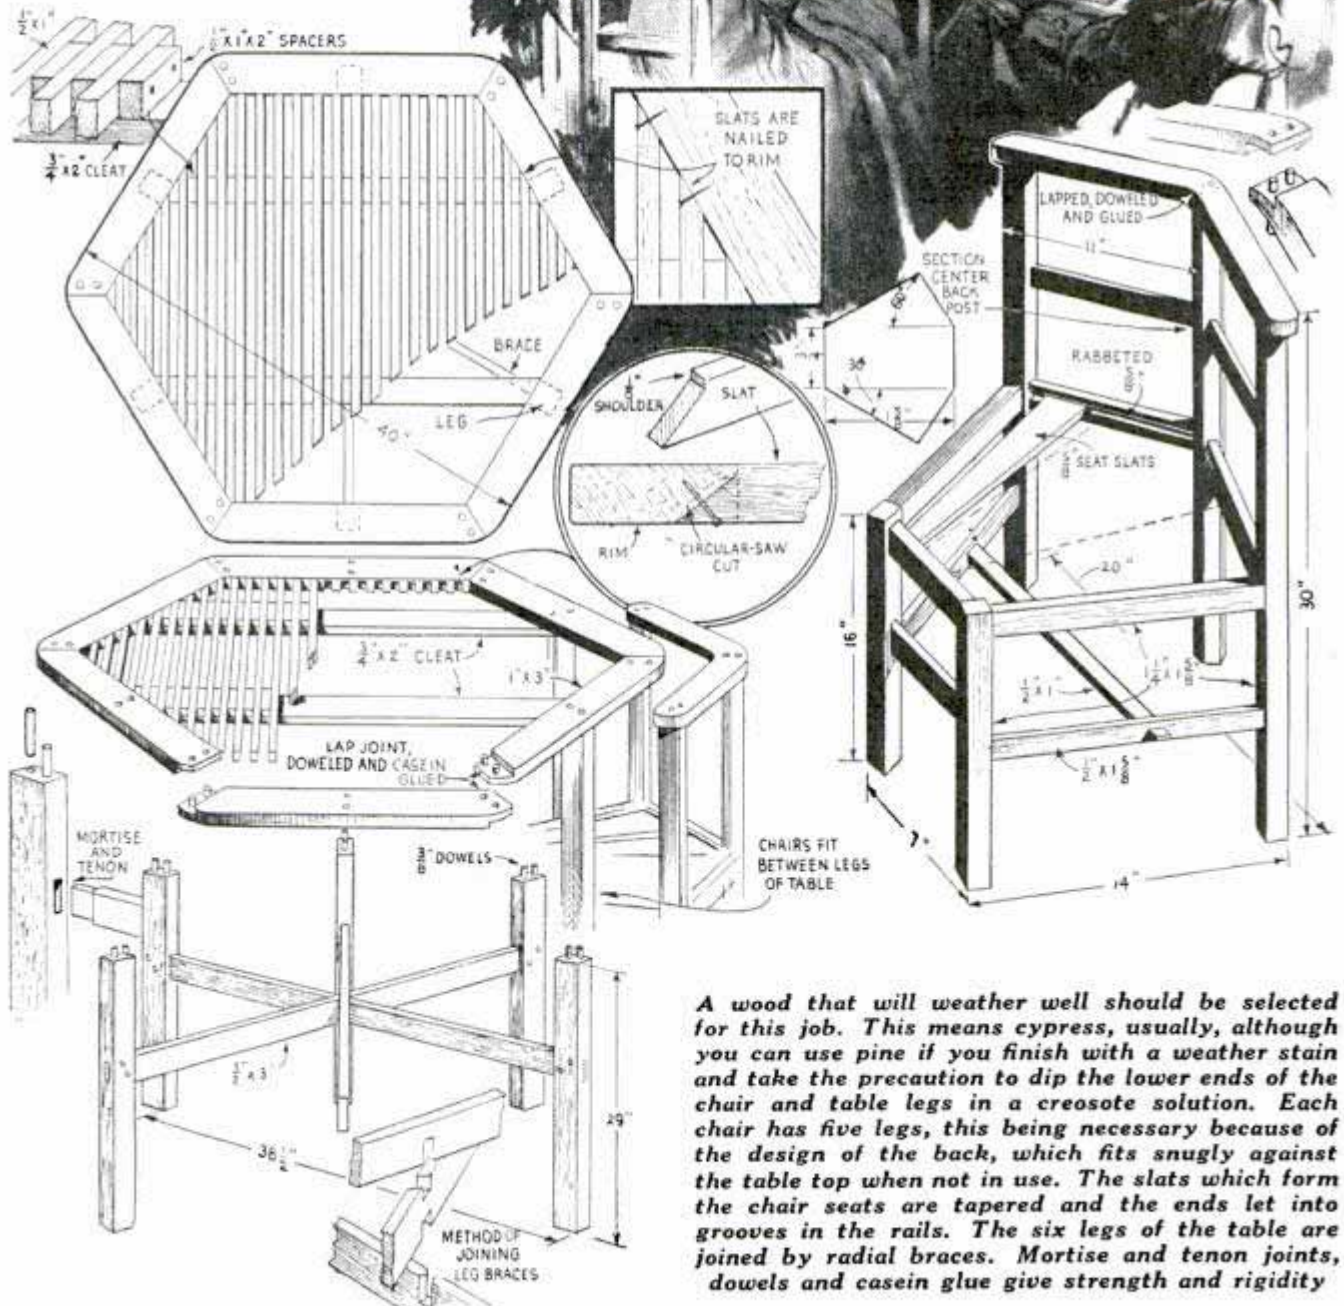 1/2" x 1"
1/2" X 1" X 2" SPACERS
3/4" X 2" CLEAT
SLATS ARE
NAILED
TO RIM
LAPPED, DOWELED
AND GLUED
11"
SECTION
CENTER
BACK
POST
60°
RABBETED
5/8"
BRACE
LEG
40"
SHOULDER
SLAT
RIM
CIRCULAR-SAW
CUT
SEAT SLATS
20"
16"
30"
1/2" X 1"
1/2" X 1 5/8"
7"
14"
X 2" CLEAT
1" X 3"
LAP JOINT,
DOWELED AND CASEIN
GLUED
MORTISE
AND
TENON
3/8" DOWELS
CHAIRS FIT
BETWEEN LEGS
OF TABLE
36 1/2"
29"
METHOD OF
JOINING
LEG BRACES
A wood that will weather well should be selected
for this job. This means cypress, usually, although
you can use pine if you finish with a weather stain
and take the precaution to dip the lower ends of the
chair and table legs in a creosote solution. Each
chair has five legs, this being necessary because of
the design of the back, which fits snugly against
the table top when not in use. The slats which form
the chair seats are tapered and the ends let into
grooves in the rails. The six legs of the table are
joined by radial braces. Mortise and tenon joints,
dowels and casein glue give strength and rigidity